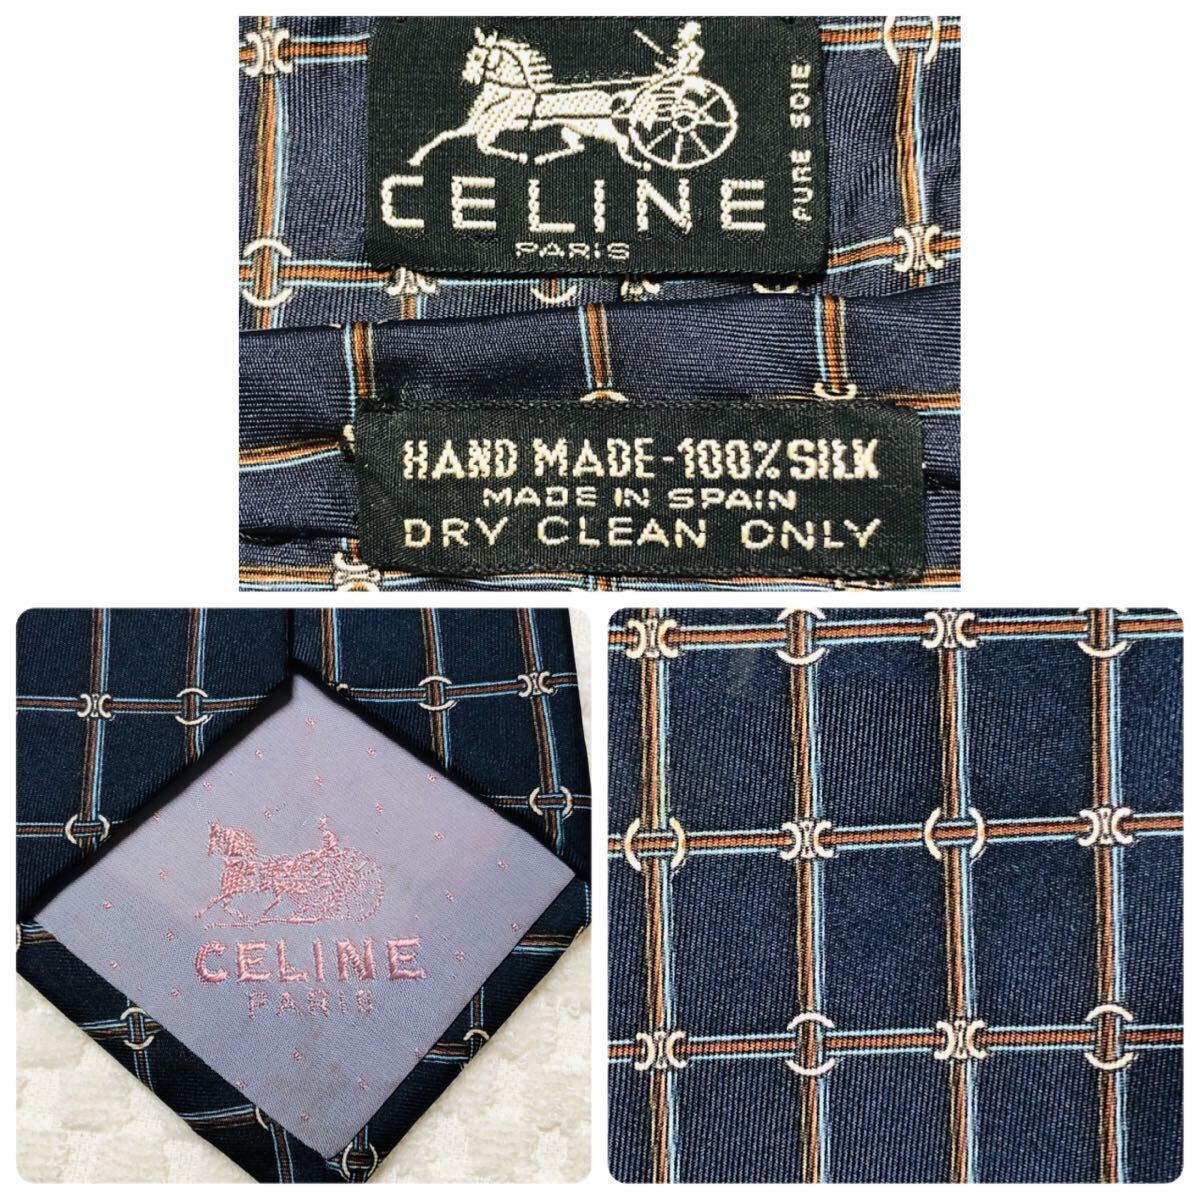 CELINE
PARIS
PURE SOIE
HAND MADE-100% SILK
MADE IN SPAIN
DRY CLEAN ONLY
CELINE
PARIS